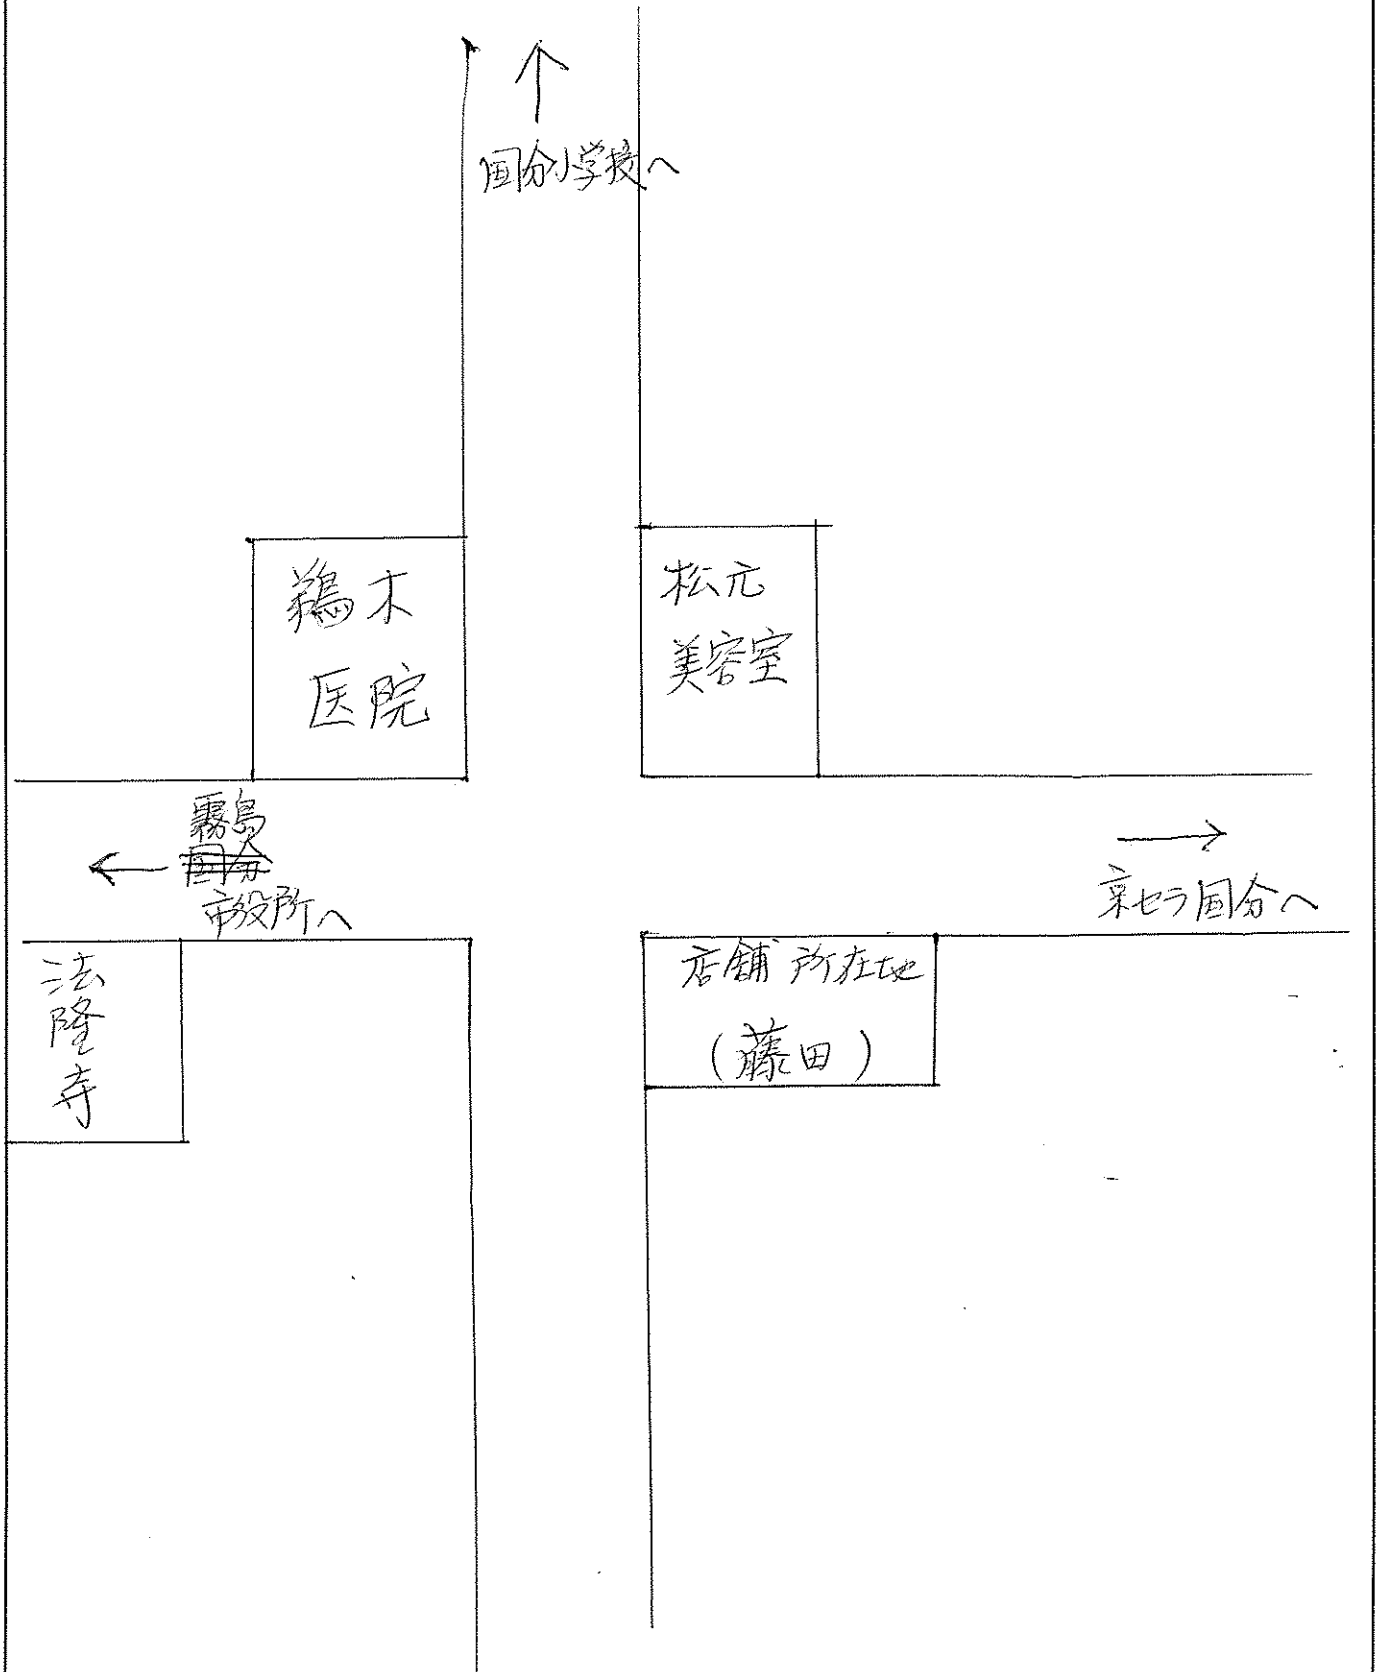 国分小学校へ
鵜木
医院
松元
美容室
霧島
国分
市役所へ
京セラ国分へ
法隆寺
店舗所在地
(藤田)